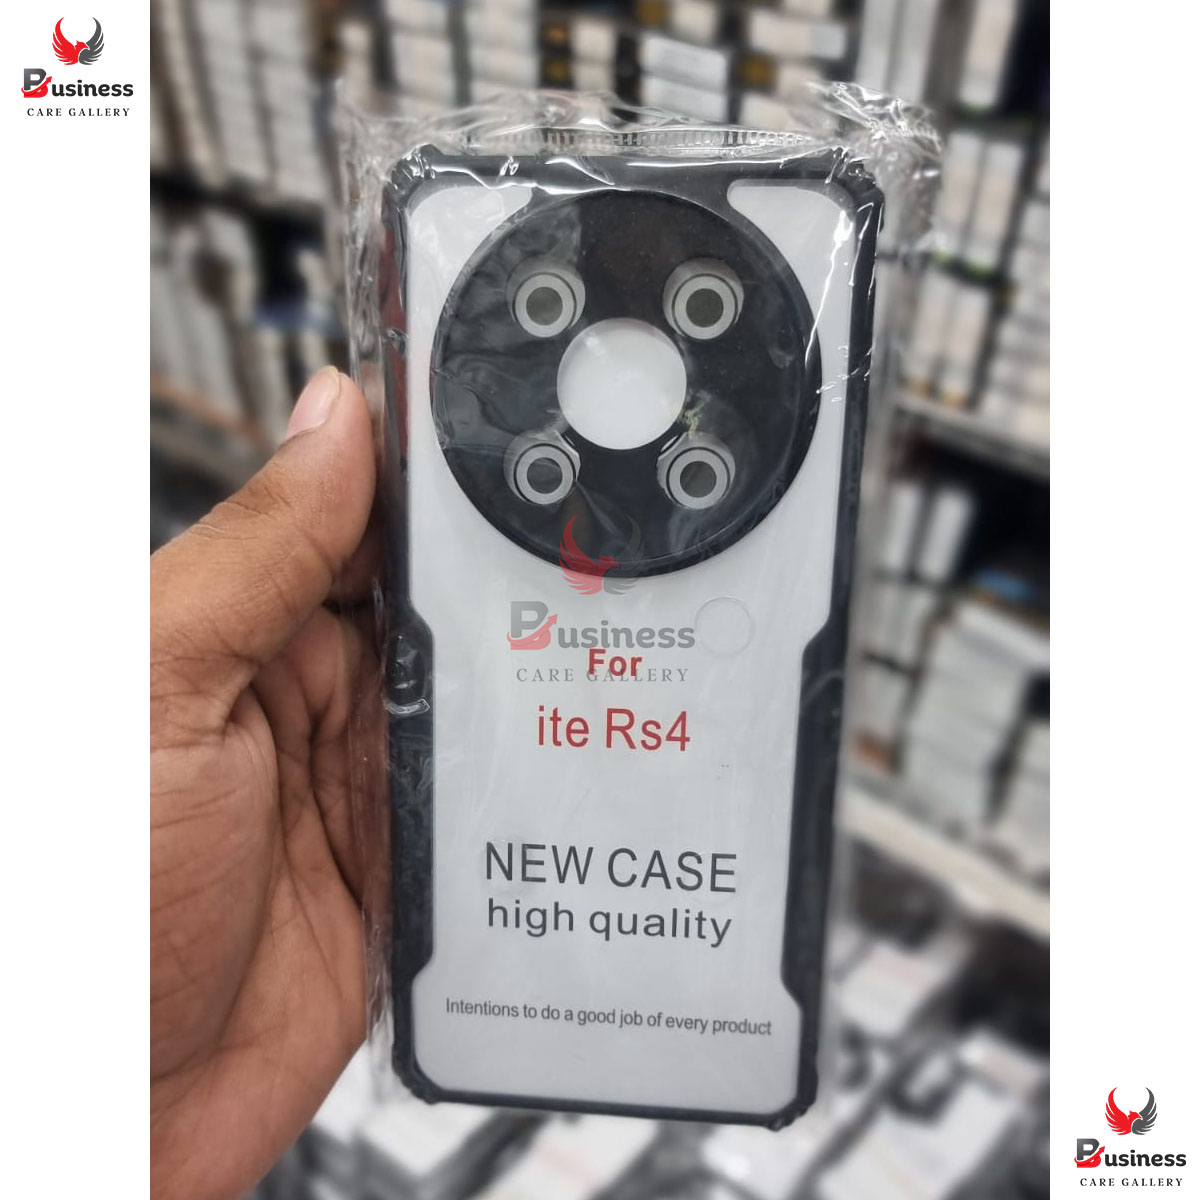 Business
CARE GALLERY
Business
CARE GALLERY
For
ite Rs4
NEW CASE
high quality
Intentions to do a good job of every product
Business
CARE GALLERY